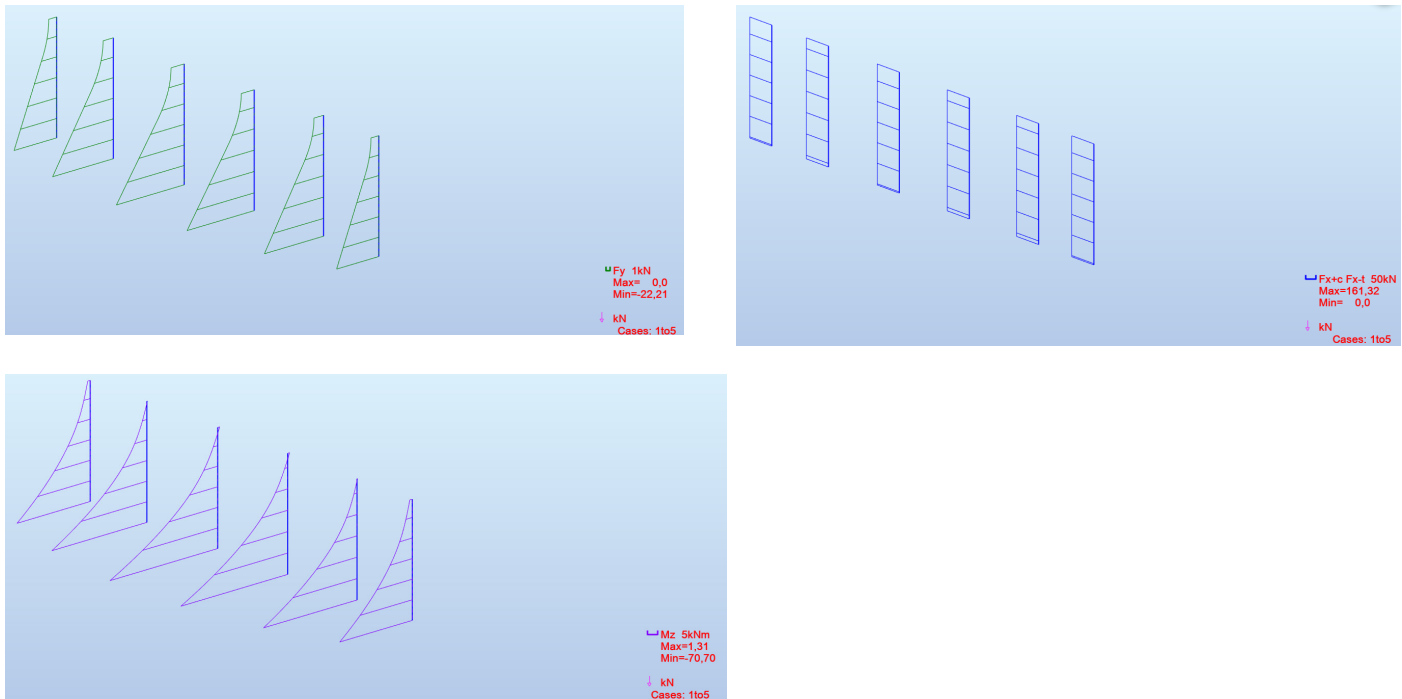 Fy 1kN
Max= 0,0
Min=-22,21
kN
Cases: 1to5
Fx+c Fx-t 50kN
Max=161,32
Min= 0,0
kN
Cases: 1to5
Mz 5kNm
Max=1,31
Min=-70,70
kN
Cases: 1to5